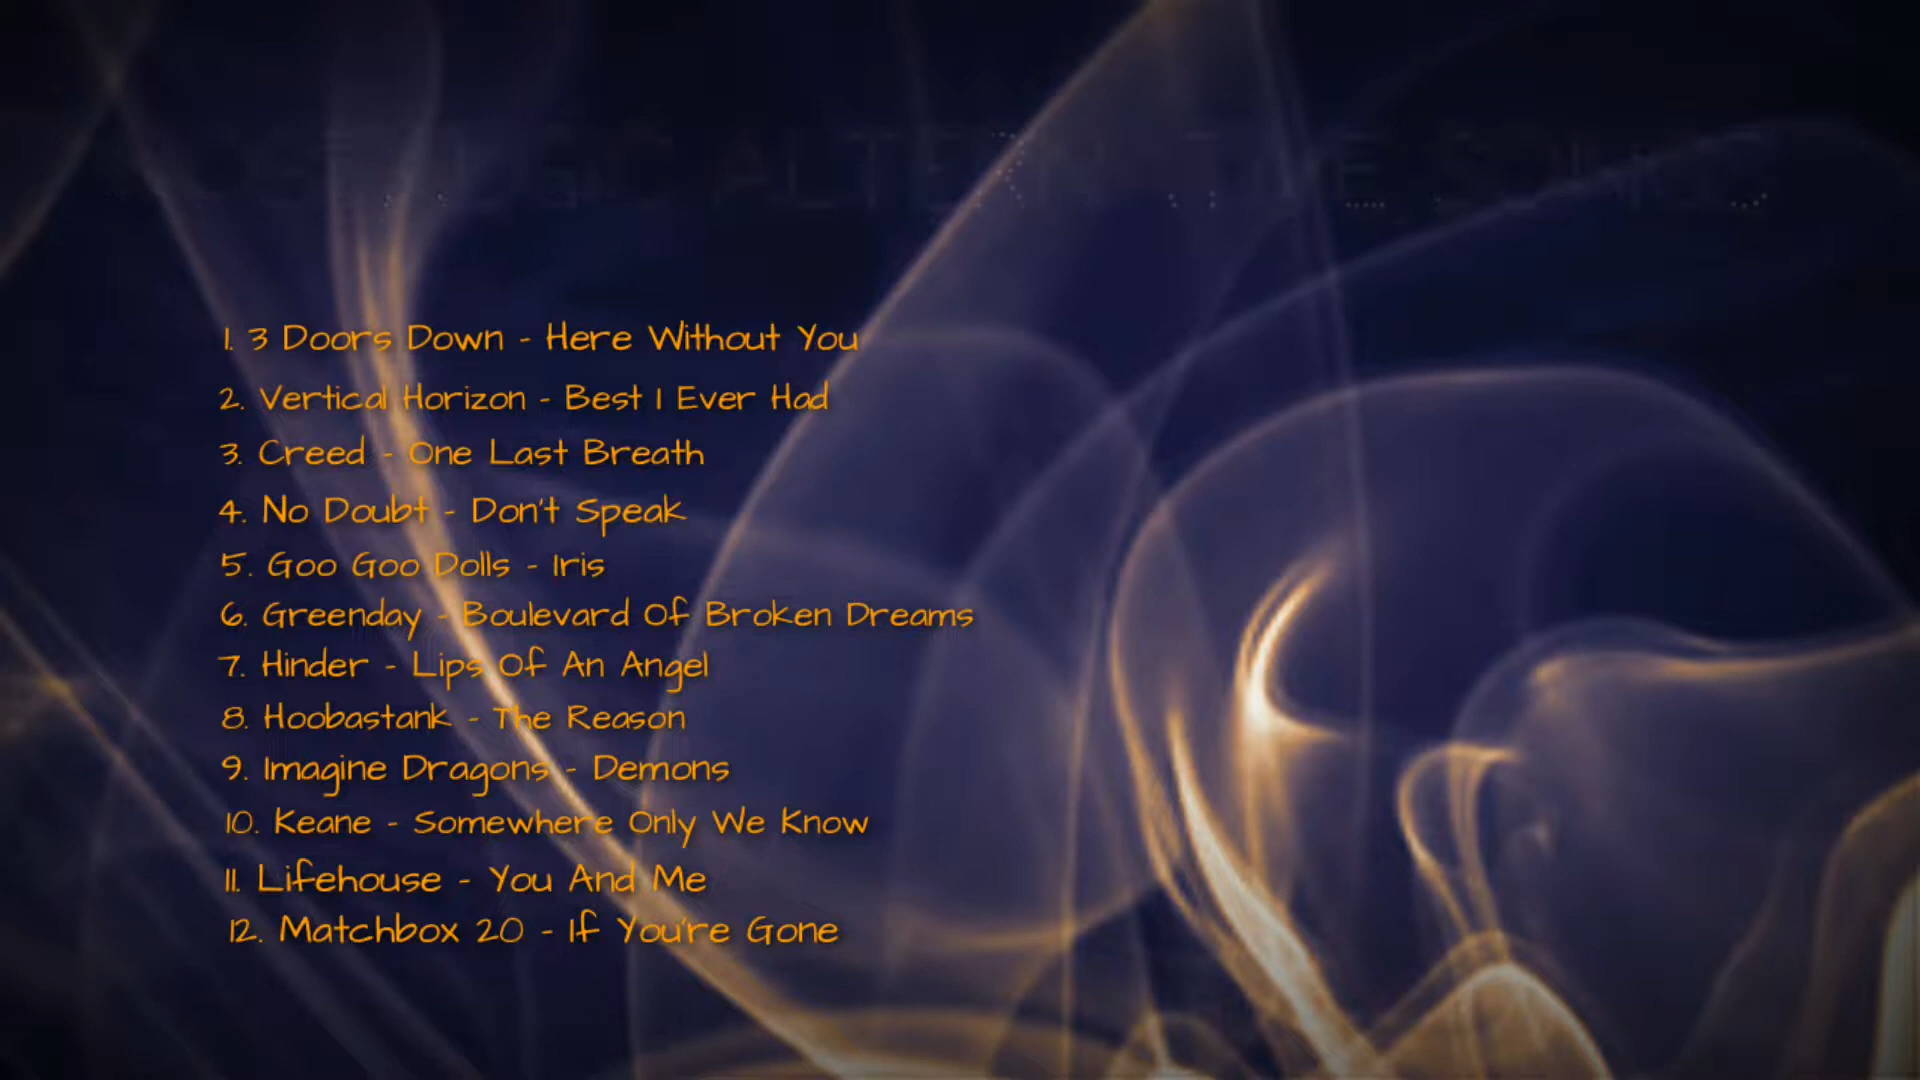 1. 3 Doors Down - Here Without You
2. Vertical Horizon - Best I Ever Had
3. Creed - One Last Breath
4. No Doubt - Don't Speak
5. Goo Goo Dolls - Iris
6. Greenday - Boulevard Of Broken Dreams
7. Hinder - Lips Of An Angel
8. Hoobastank - The Reason
9. Imagine Dragons - Demons
10. Keane - Somewhere Only We Know
11. Lifehouse - You And Me
12. Matchbox 20 - If You're Gone